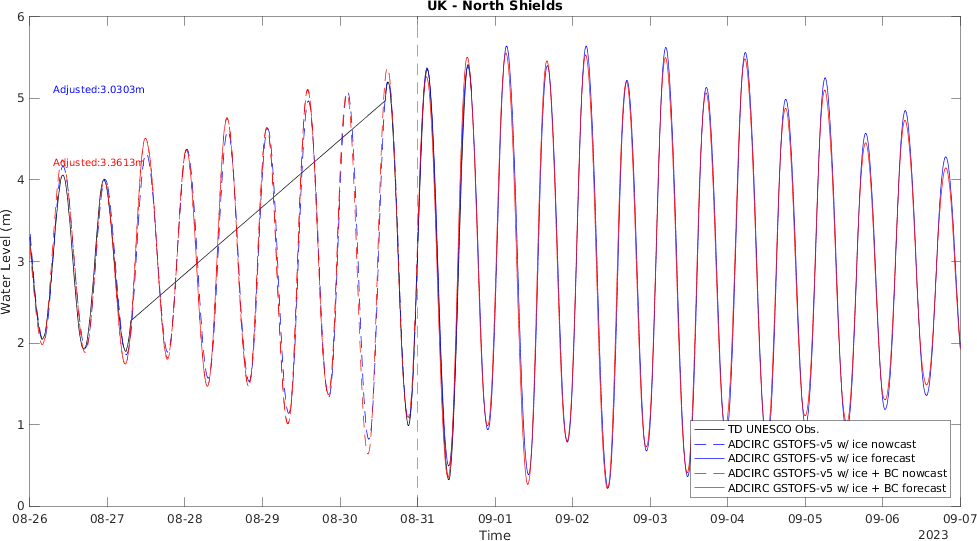 UK - North Shields
6
5
4
3
2
1
0
Water Level (m)
Adjusted:3.0303m
Adjusted:3.3613m
TD UNESCO Obs.
ADCIRC GSTOFS-v5 w/ ice nowcast
ADCIRC GSTOFS-v5 w/ ice forecast
ADCIRC GSTOFS-v5 w/ ice + BC nowcast
ADCIRC GSTOFS-v5 w/ ice + BC forecast
08-26 08-27 08-28 08-29 08-30 08-31 09-01 09-02 09-03 09-04 09-05 09-06 09-07
Time
2023